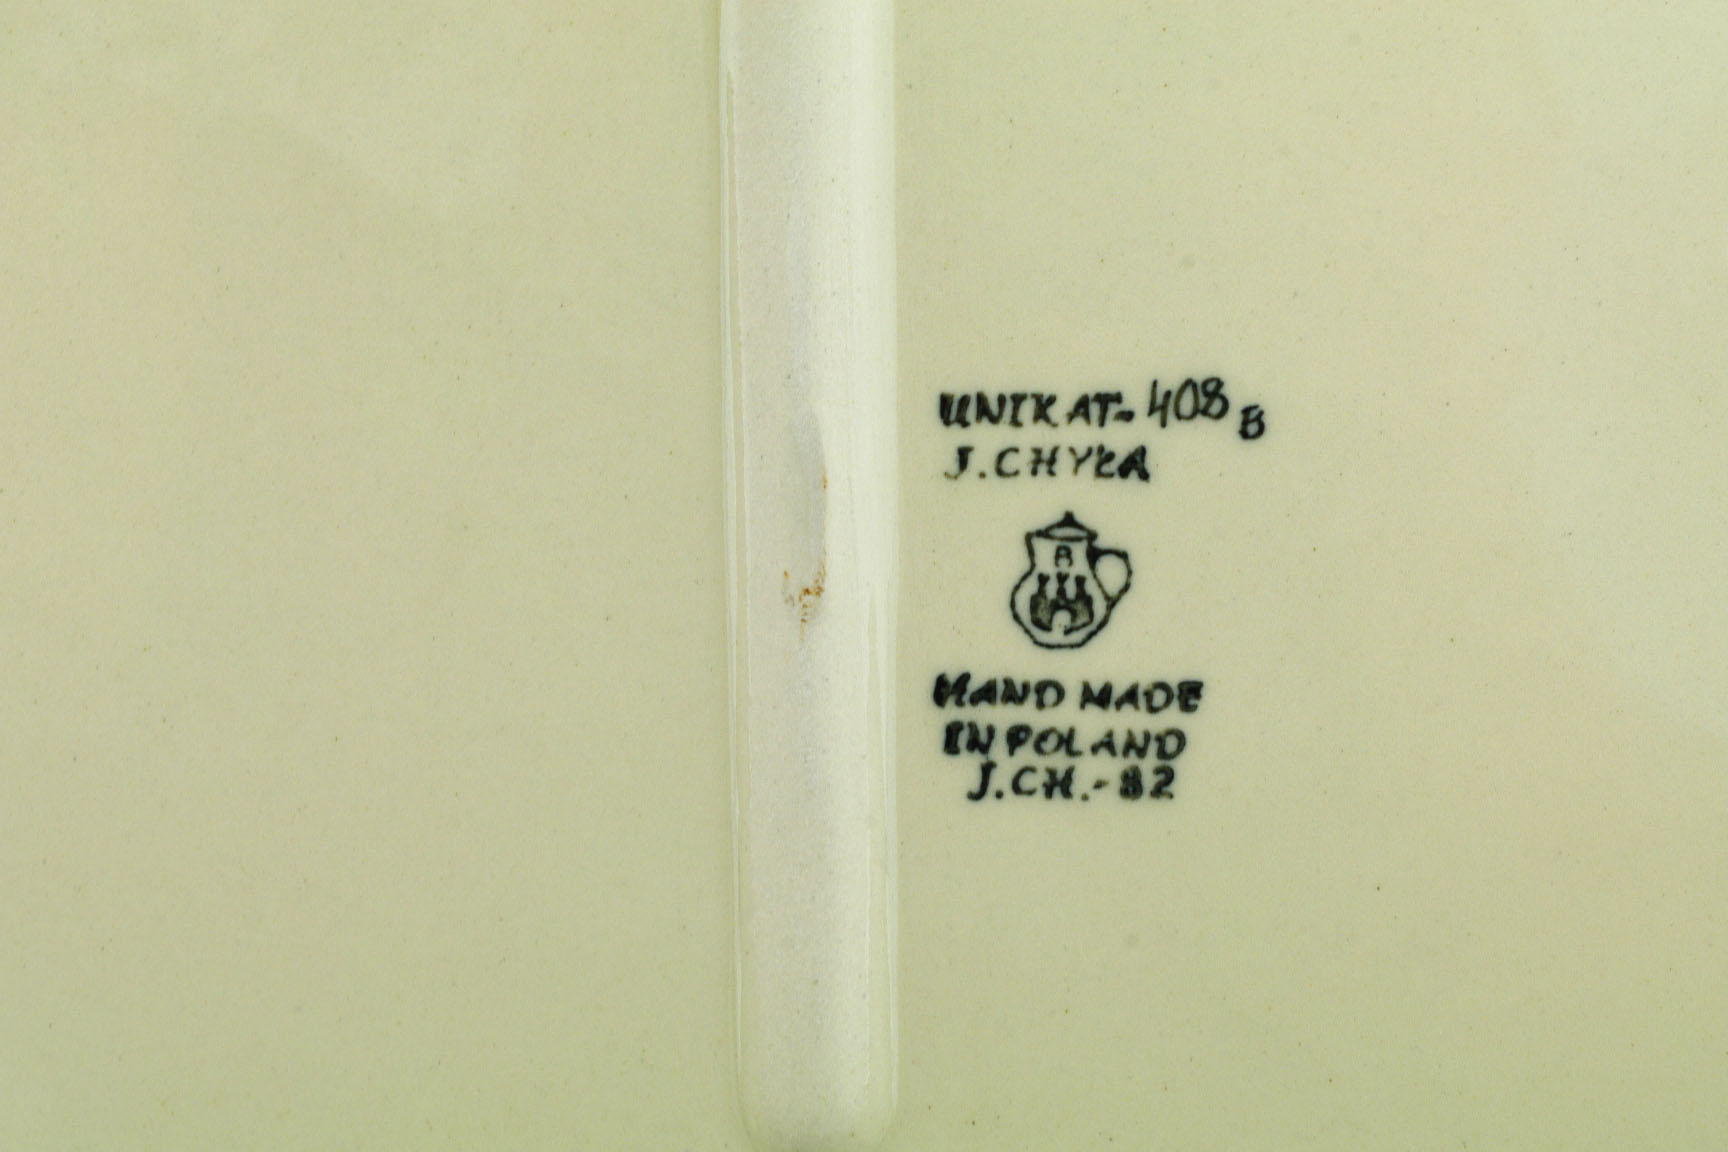 UNIKAT- 408 B
J. CHYŁA
B
HAND MADE
IN POLAND
J.CH.-82